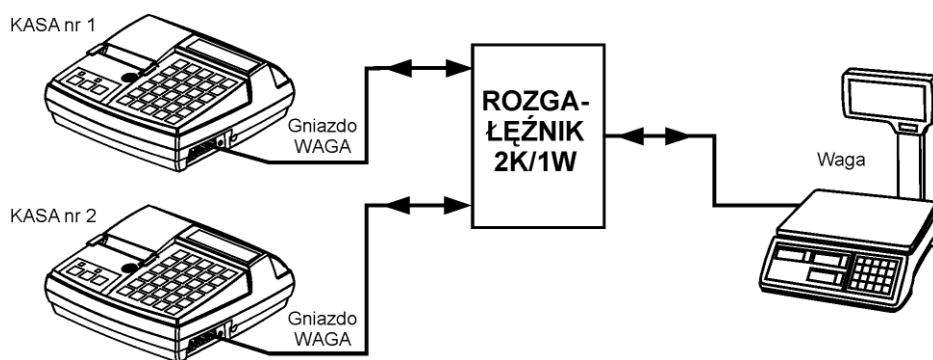 KASA nr 1
Gniazdo
WAGA
ROZGA-
ŁĘŹNIK
2K/1W
Waga
KASA nr 2
Gniazdo
WAGA